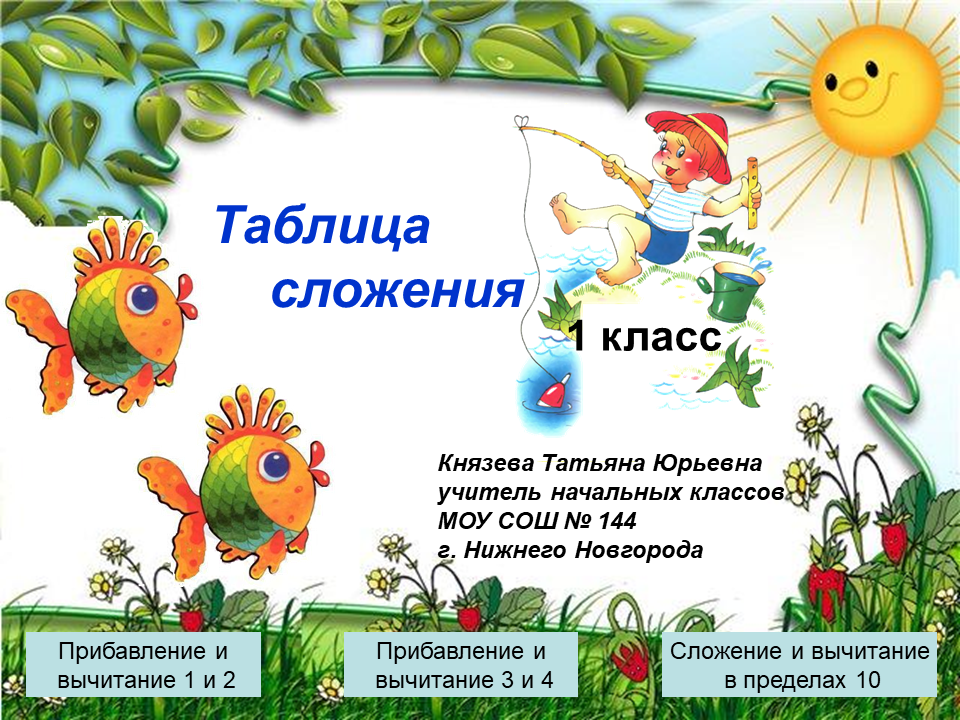 Таблица
сложения
1 класс
Князева Татьяна Юрьевна
учитель начальных классов
МОУ СОШ № 144
г. Нижнего Новгорода
Прибавление и
вычитание 1 и 2
Прибавление и
вычитание 3 и 4
Сложение и вычитание
в пределах 10